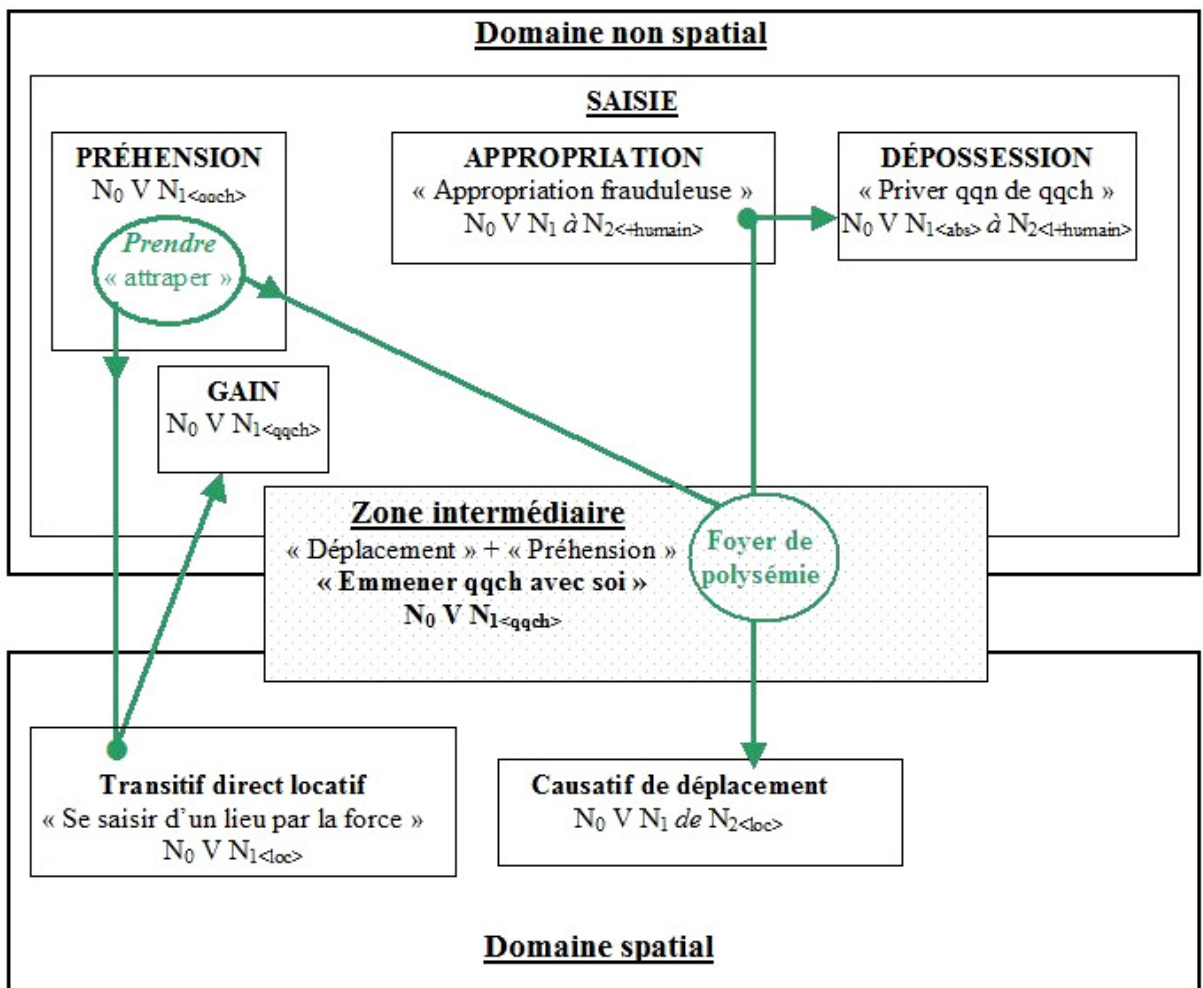 Domaine non spatial
SAISIE
PRÉHENSION
N₀ V N₁<qqch>
Prendre
« attraper »
APPROPRIATION
« Appropriation frauduleuse »
N₀ V N₁ à N₂<+humain>
DÉPOSSESSION
« Priver qqn de qqch »
N₀ V N₁<abs> à N₂<l+humain>
GAIN
N₀ V N₁<qqch>
Zone intermédiaire
« Déplacement » + « Préhension »
« Emmener qqch avec soi »
N₀ V N₁<qqch>
Foyer de
polysémie
Transitif direct locatif
« Se saisir d'un lieu par la force »
N₀ V N₁<loc>
Causatif de déplacement
N₀ V N₁ de N₂<loc>
Domaine spatial